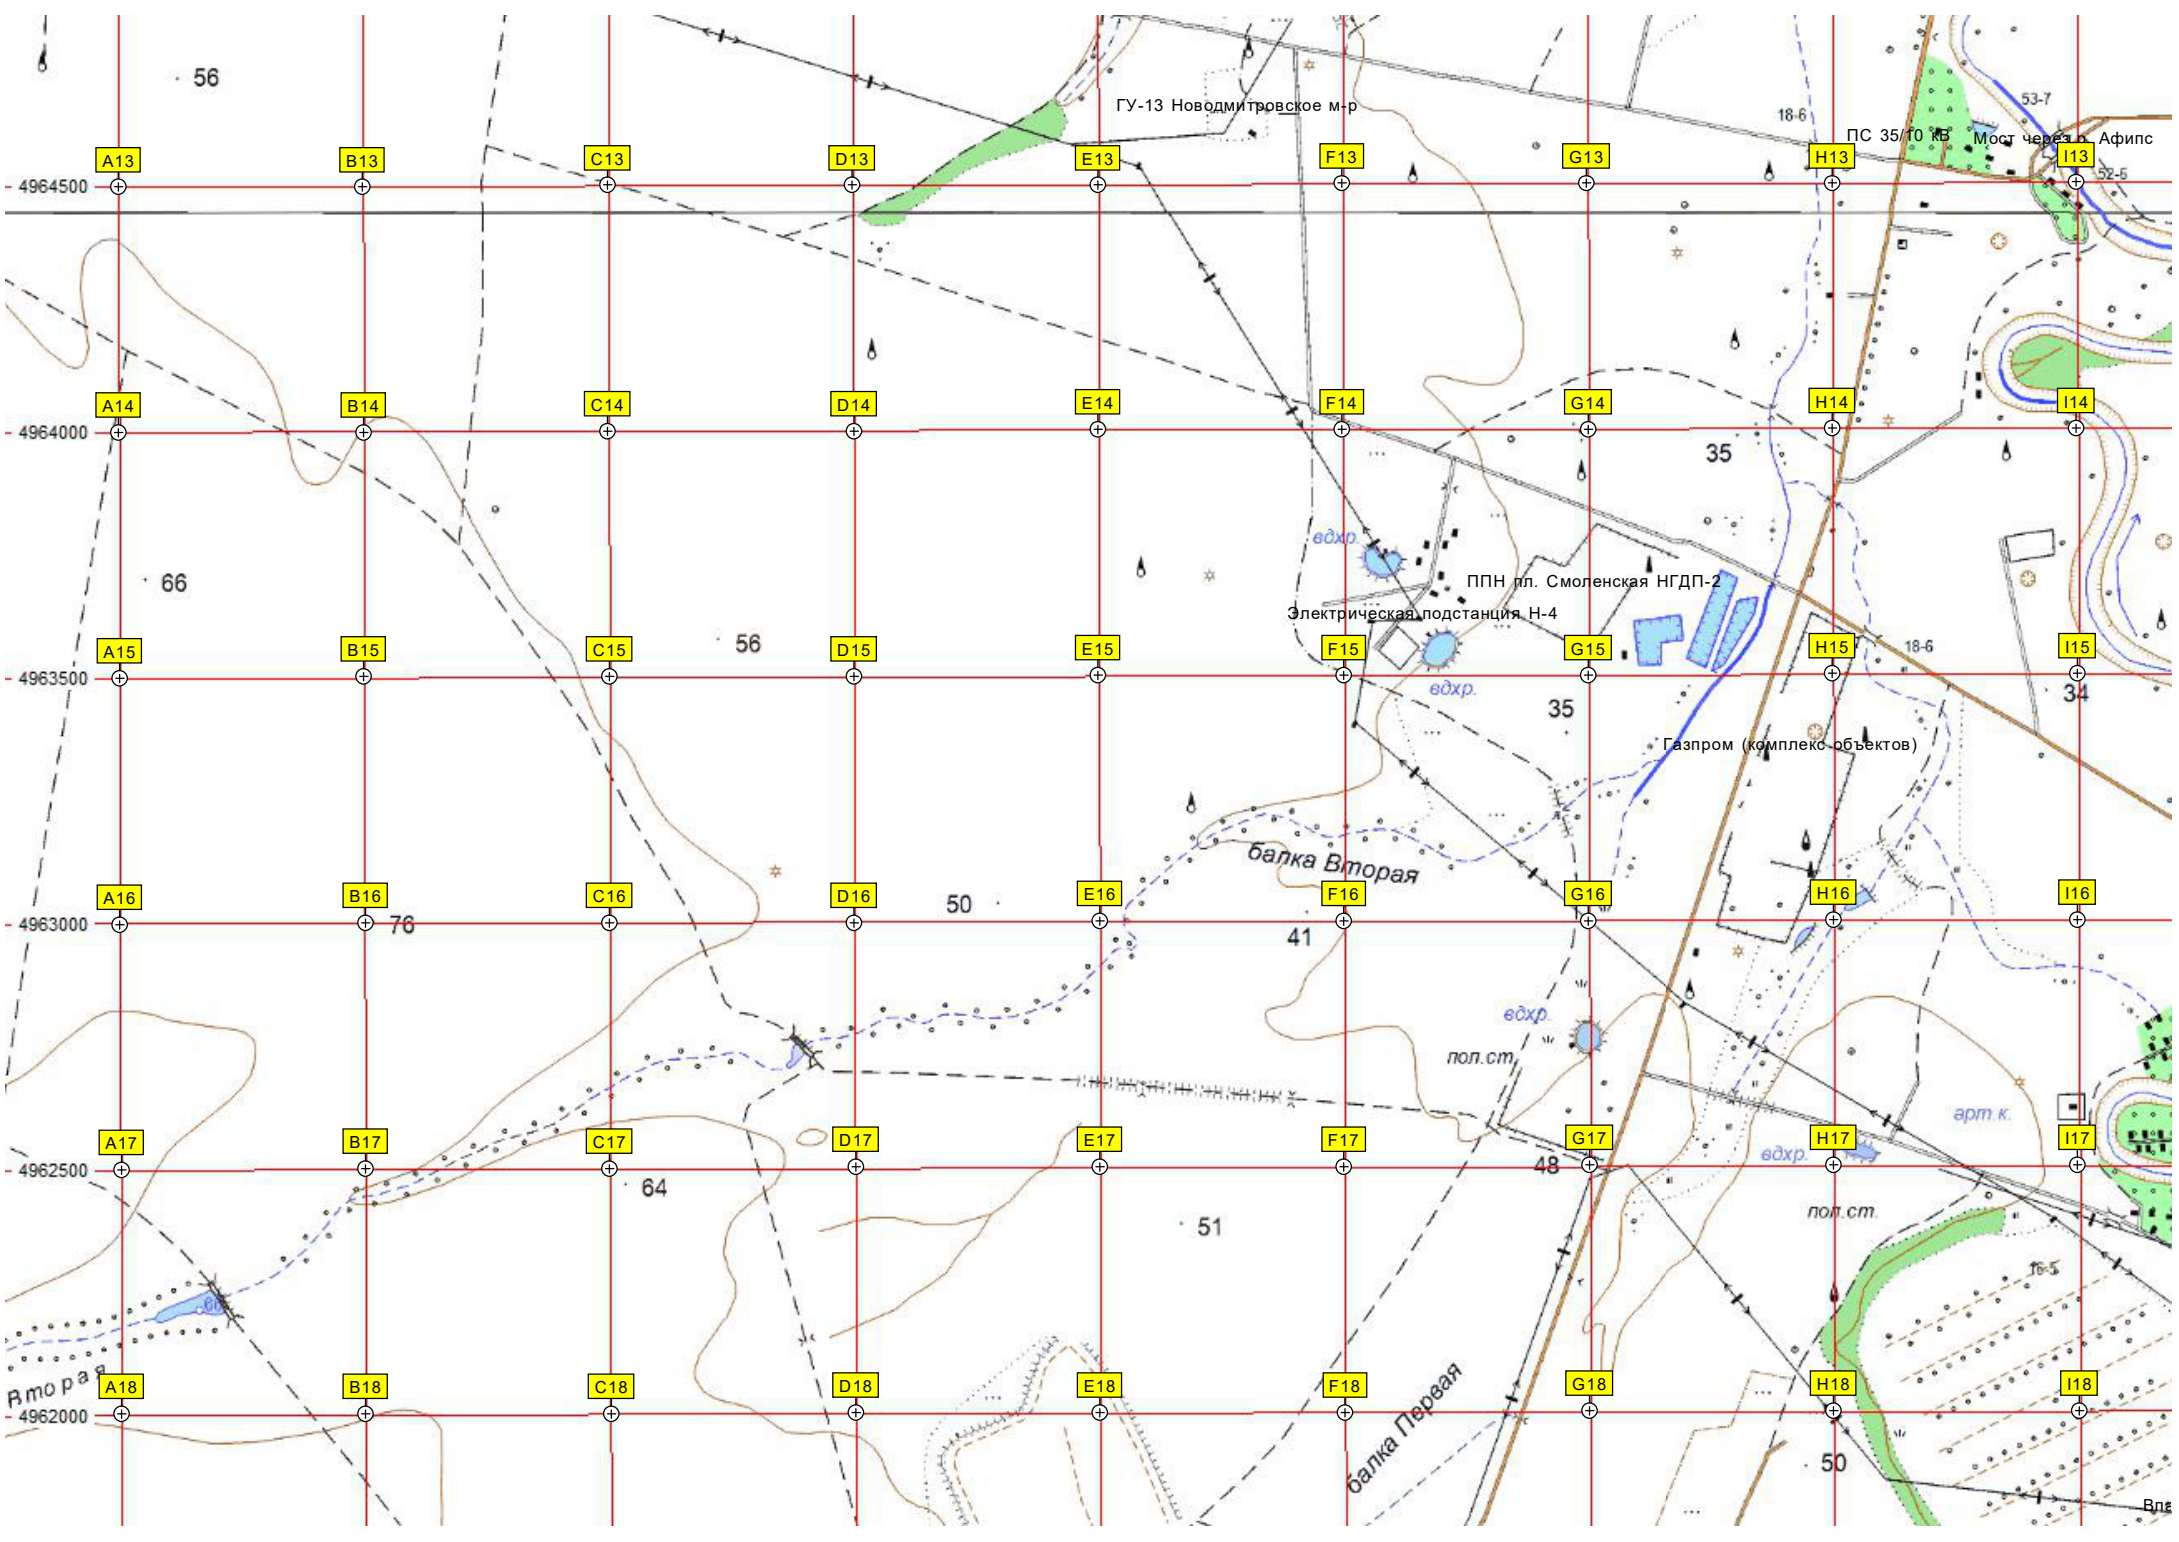 56
53-7
ГУ-13 Новодмитровское м-р
18-6
ПС 35/10 кВ
Мост через р. Афипс
A13
B13
C13
D13
E13
F13
G13
H13
I13
4964500
52-6
A14
B14
C14
D14
E14
F14
G14
H14
I14
4964000
35
вдхр.
66
ППН пл. Смоленская НГДП-2
Электрическая подстанция Н-4
56
A15
B15
C15
D15
E15
F15
G15
H15
18-6
I15
4963500
вдхр.
34
35
Газпром (комплекс объектов)
балка Вторая
A16
B16
C16
D16
50
E16
F16
G16
H16
I16
4963000
76
41
вдхр.
пол.ст.
арт.к.
A17
B17
C17
D17
E17
F17
G17
H17
I17
4962500
48
вдхр.
64
51
пол.ст.
16-5
66
Вторая
A18
B18
C18
D18
E18
F18
G18
H18
I18
4962000
балка Первая
50
Впа